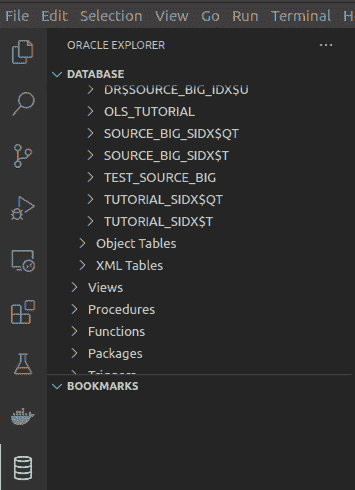 File Edit Selection View Go Run Terminal H
ORACLE EXPLORER
DATABASE
DR$SOURCE_BIG_IDX$U
OLS_TUTORIAL
SOURCE_BIG_SIDX$QT
SOURCE_BIG_SIDX$T
TEST_SOURCE_BIG
TUTORIAL_SIDX$QT
TUTORIAL_SIDX$T
Object Tables
XML Tables
Views
Procedures
Functions
Packages
Triggers
BOOKMARKS